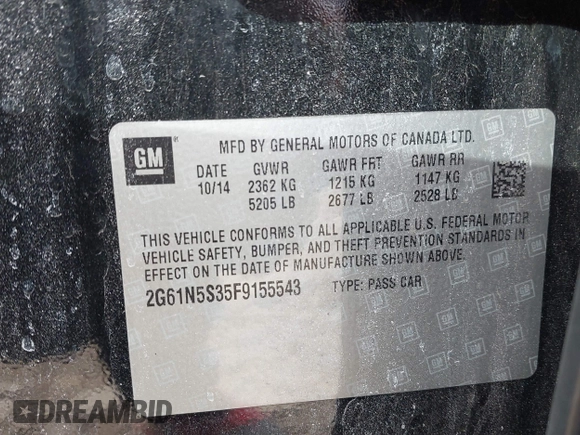 GM
MFD BY GENERAL MOTORS OF CANADA LTD.
DATE GVWR GAWR FRT GAWR RR
10/14 2362 KG 1215 KG 1147 KG
5205 LB 2677 LB 2528 LB
THIS VEHICLE CONFORMS TO ALL APPLICABLE U.S. FEDERAL MOTOR
VEHICLE SAFETY, BUMPER, AND THEFT PREVENTION STANDARDS IN
EFFECT ON THE DATE OF MANUFACTURE SHOWN ABOVE.
2G61N5S35F9155543 TYPE: PASS CAR
DREAMBID